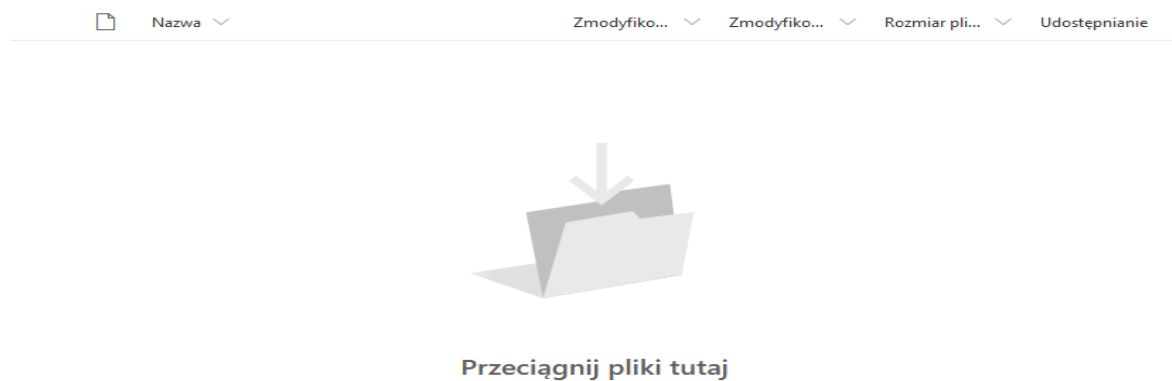 Nazwa Zmodyfiko... Zmodyfiko... Rozmiar pli... Udostępnianie
Przeciągnij pliki tutaj